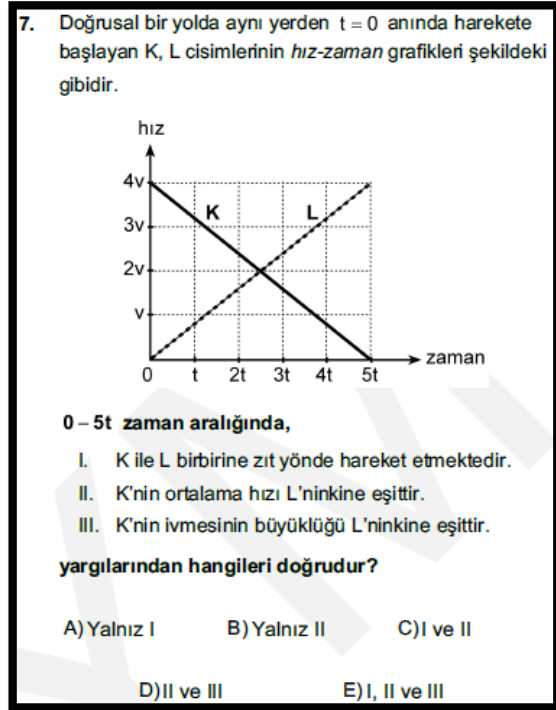 7. Doğrusal bir yolda aynı yerden t = 0 anında harekete
başlayan K, L cisimlerinin hız-zaman grafikleri şekildeki
gibidir.
hız
4v
3v
2v
v
K
L
0 t 2t 3t 4t 5t
zaman
0 – 5t zaman aralığında,
I. K ile L birbirine zıt yönde hareket etmektedir.
II. K'nin ortalama hızı L'ninkine eşittir.
III. K'nin ivmesinin büyüklüğü L'ninkine eşittir.
yargılarından hangileri doğrudur?
A) Yalnız I B) Yalnız II C) I ve II
D) II ve III E) I, II ve III